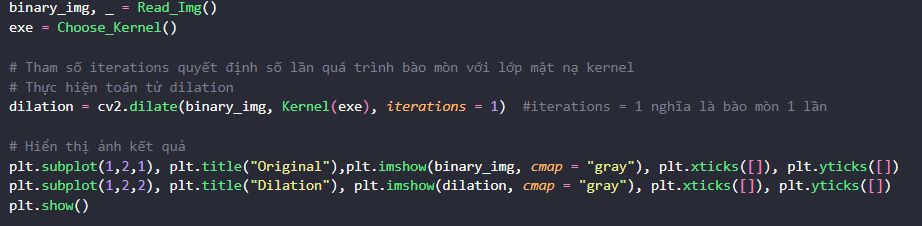 binary_img, _ = Read_Img()
exe = Choose_Kernel()
# Tham số iterations quyết định số lần quá trình bào mòn với lớp mặt nạ kernel
# Thực hiện toán tử dilation
dilation = cv2.dilate(binary_img, Kernel(exe), iterations = 1)  #iterations = 1 nghĩa là bào mòn 1 lần
# Hiển thị ảnh kết quả
plt.subplot(1,2,1), plt.title("Original"),plt.imshow(binary_img, cmap = "gray"), plt.xticks([]), plt.yticks([])
plt.subplot(1,2,2), plt.title("Dilation"), plt.imshow(dilation, cmap = "gray"), plt.xticks([]), plt.yticks([])
plt.show()